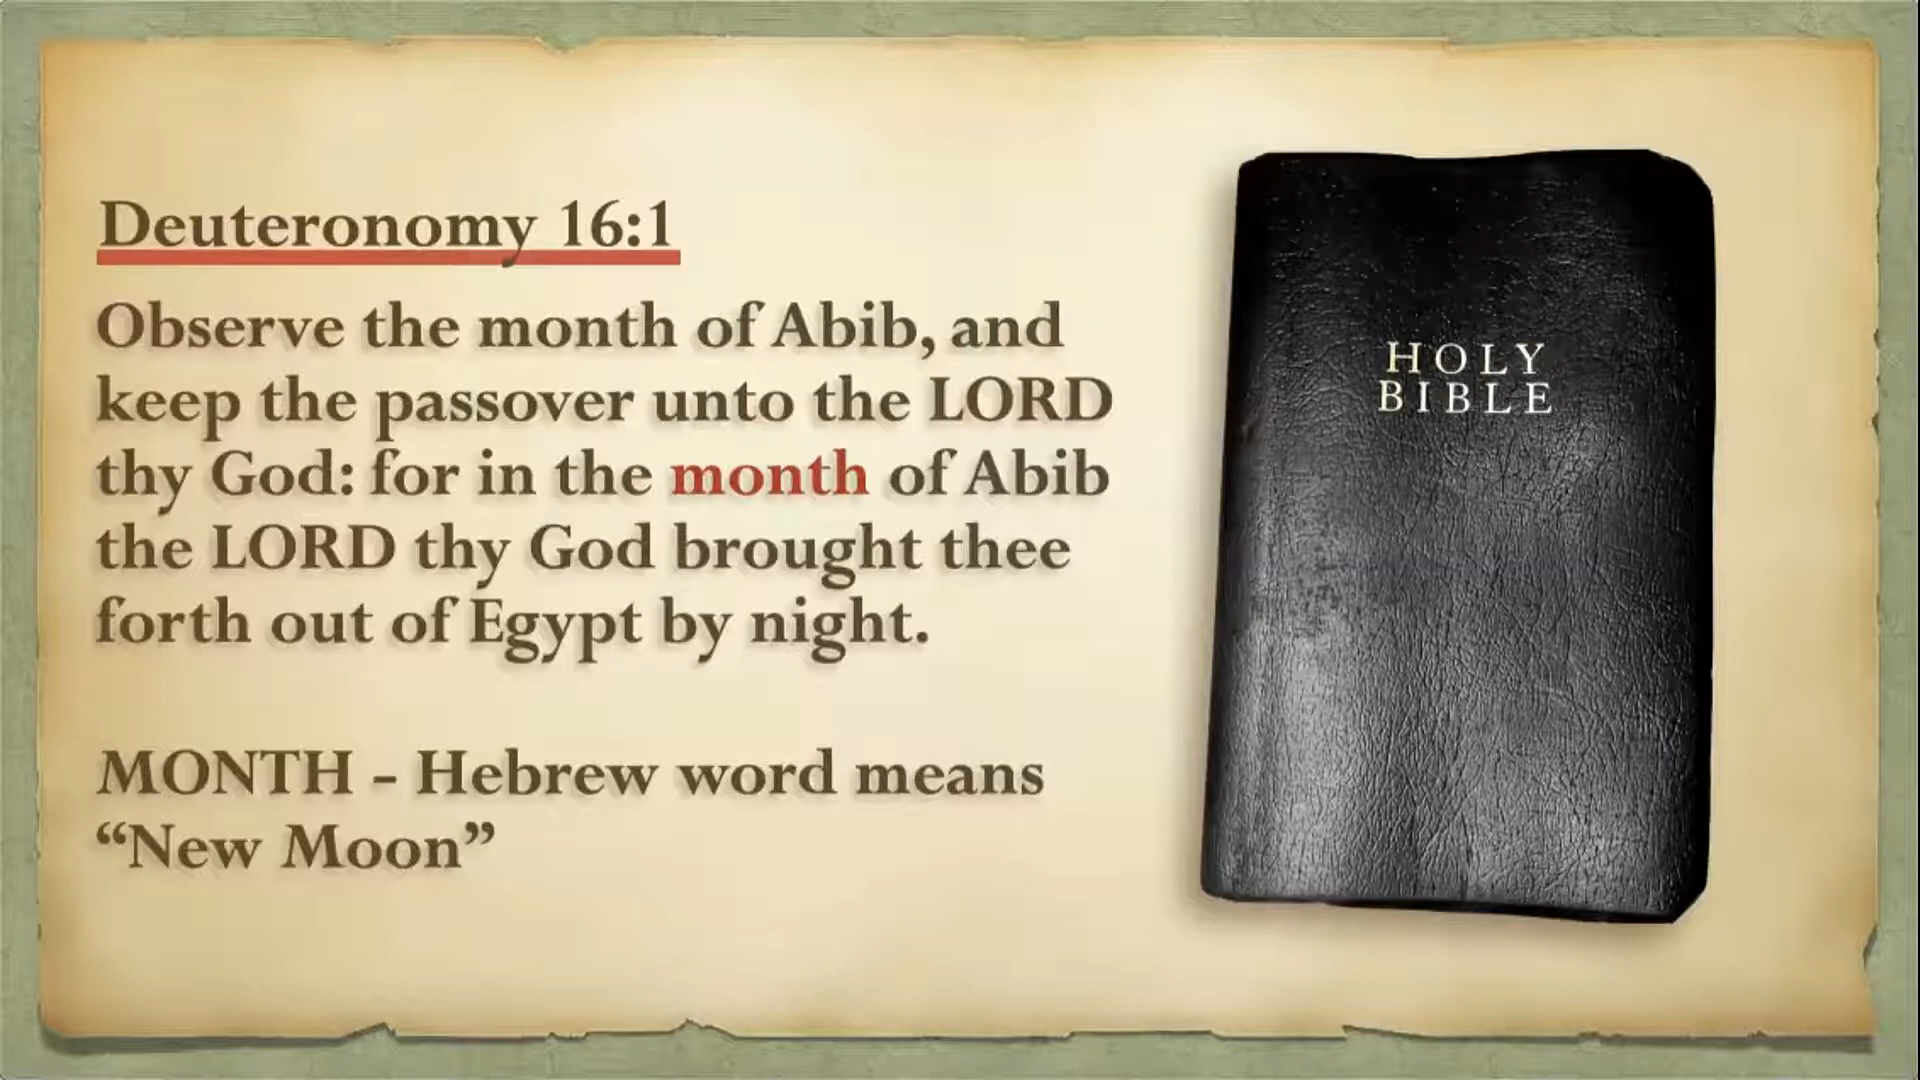 Deuteronomy 16:1
Observe the month of Abib, and
keep the passover unto the LORD
thy God: for in the month of Abib
the LORD thy God brought thee
forth out of Egypt by night.
MONTH - Hebrew word means
“New Moon”
HOLY
BIBLE